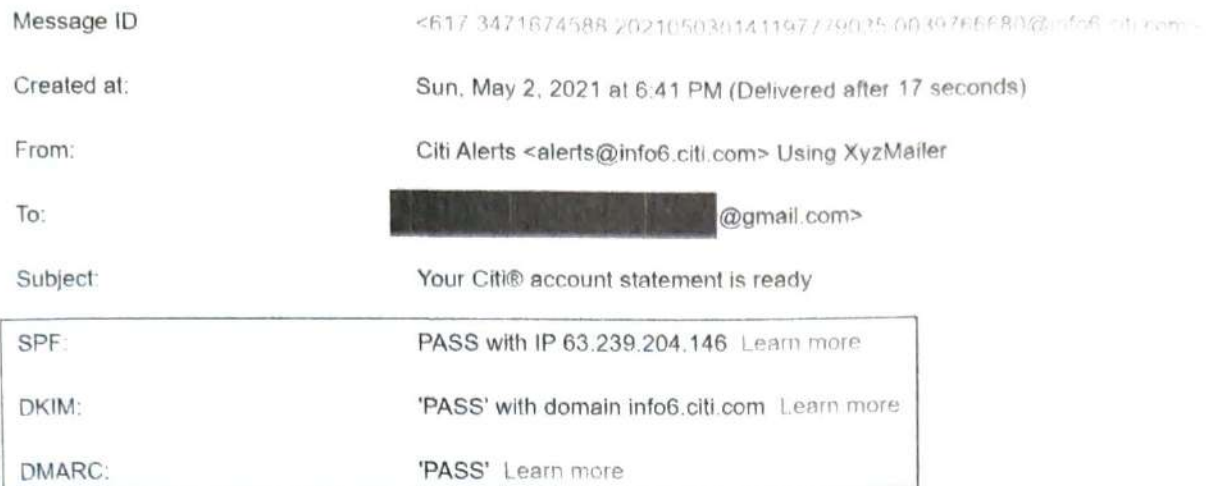 Message ID
Created at: Sun, May 2, 2021 at 6:41 PM (Delivered after 17 seconds)
From: Citi Alerts <alerts@info6.citi.com> Using XyzMailer
To: @gmail.com>
Subject: Your Citi® account statement is ready
SPF: PASS with IP 63.239.204.146 Learn more
DKIM: 'PASS' with domain info6.citi.com Learn more
DMARC: 'PASS' Learn more